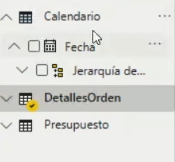 Calendario
Fecha
Jerarquía de...
DetallesOrden
Presupuesto